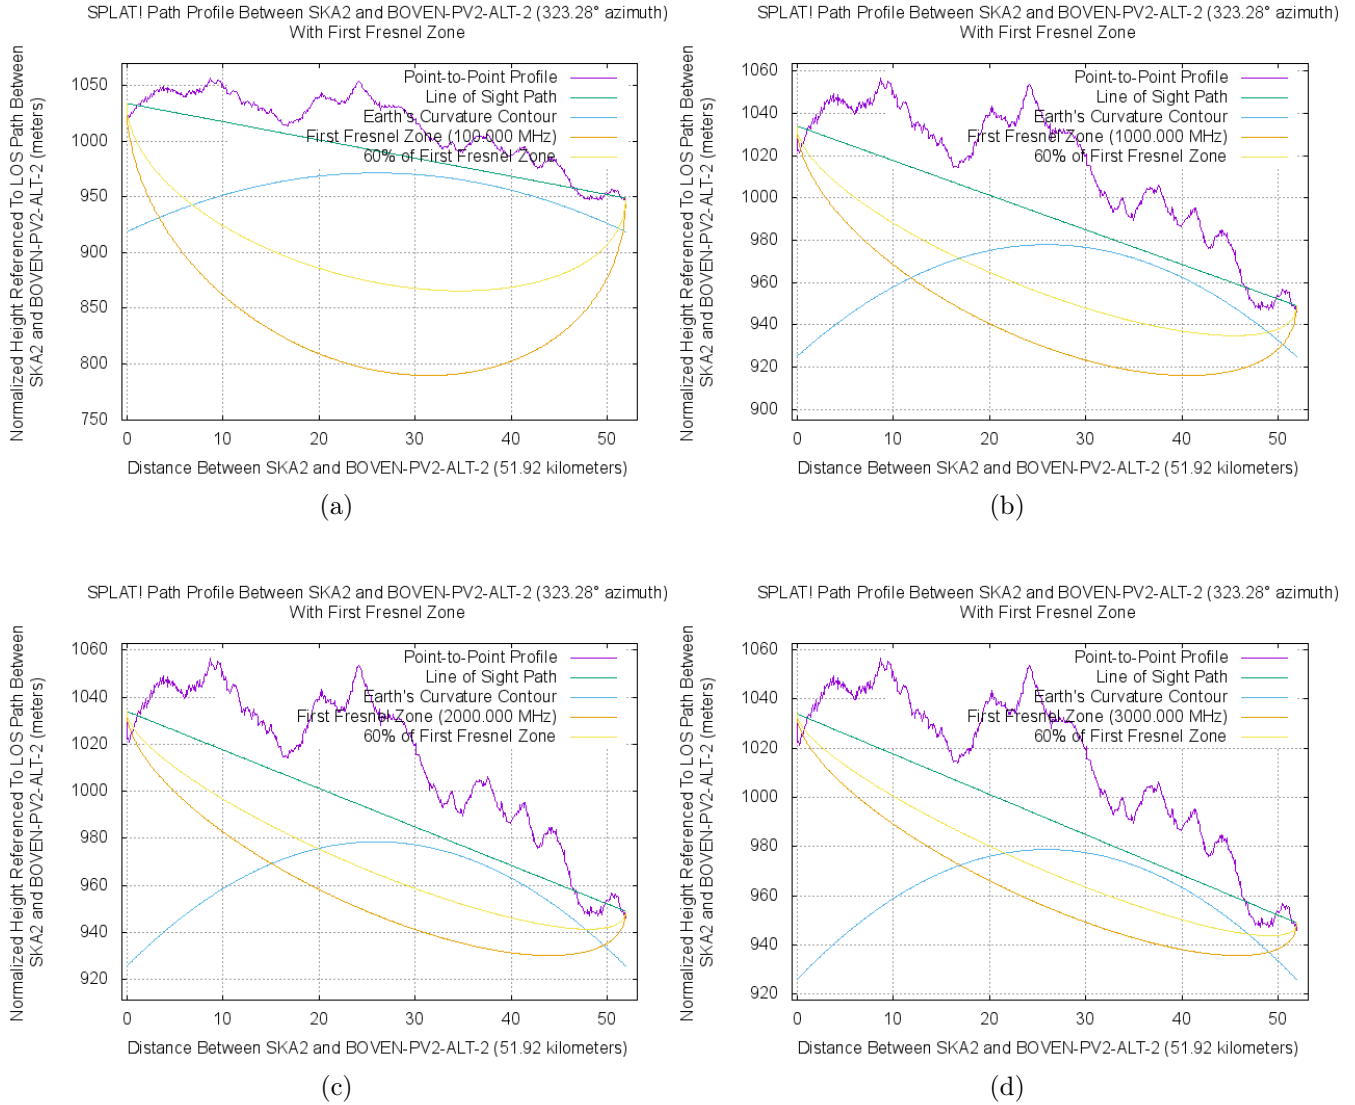 SPLAT! Path Profile Between SKA2 and BOVEN-PV2-ALT-2 (323.28° azimuth)
With First Fresnel Zone
Normalized Height Referenced To LOS Path Between
SKA2 and BOVEN-PV2-ALT-2 (meters)
1050
1000
950
900
850
800
750
Point-to-Point Profile
Line of Sight Path
Earth's Curvature Contour
First Fresnel Zone (100.000 MHz)
60% of First Fresnel Zone
0 10 20 30 40 50
Distance Between SKA2 and BOVEN-PV2-ALT-2 (51.92 kilometers)
(a)
SPLAT! Path Profile Between SKA2 and BOVEN-PV2-ALT-2 (323.28° azimuth)
With First Fresnel Zone
Normalized Height Referenced To LOS Path Between
SKA2 and BOVEN-PV2-ALT-2 (meters)
1060
1040
1020
1000
980
960
940
920
900
Point-to-Point Profile
Line of Sight Path
Earth's Curvature Contour
First Fresnel Zone (1000.000 MHz)
60% of First Fresnel Zone
0 10 20 30 40 50
Distance Between SKA2 and BOVEN-PV2-ALT-2 (51.92 kilometers)
(b)
SPLAT! Path Profile Between SKA2 and BOVEN-PV2-ALT-2 (323.28° azimuth)
With First Fresnel Zone
Normalized Height Referenced To LOS Path Between
SKA2 and BOVEN-PV2-ALT-2 (meters)
1060
1040
1020
1000
980
960
940
920
Point-to-Point Profile
Line of Sight Path
Earth's Curvature Contour
First Fresnel Zone (2000.000 MHz)
60% of First Fresnel Zone
0 10 20 30 40 50
Distance Between SKA2 and BOVEN-PV2-ALT-2 (51.92 kilometers)
(c)
SPLAT! Path Profile Between SKA2 and BOVEN-PV2-ALT-2 (323.28° azimuth)
With First Fresnel Zone
Normalized Height Referenced To LOS Path Between
SKA2 and BOVEN-PV2-ALT-2 (meters)
1060
1040
1020
1000
980
960
940
920
Point-to-Point Profile
Line of Sight Path
Earth's Curvature Contour
First Fresnel Zone (3000.000 MHz)
60% of First Fresnel Zone
0 10 20 30 40 50
Distance Between SKA2 and BOVEN-PV2-ALT-2 (51.92 kilometers)
(d)